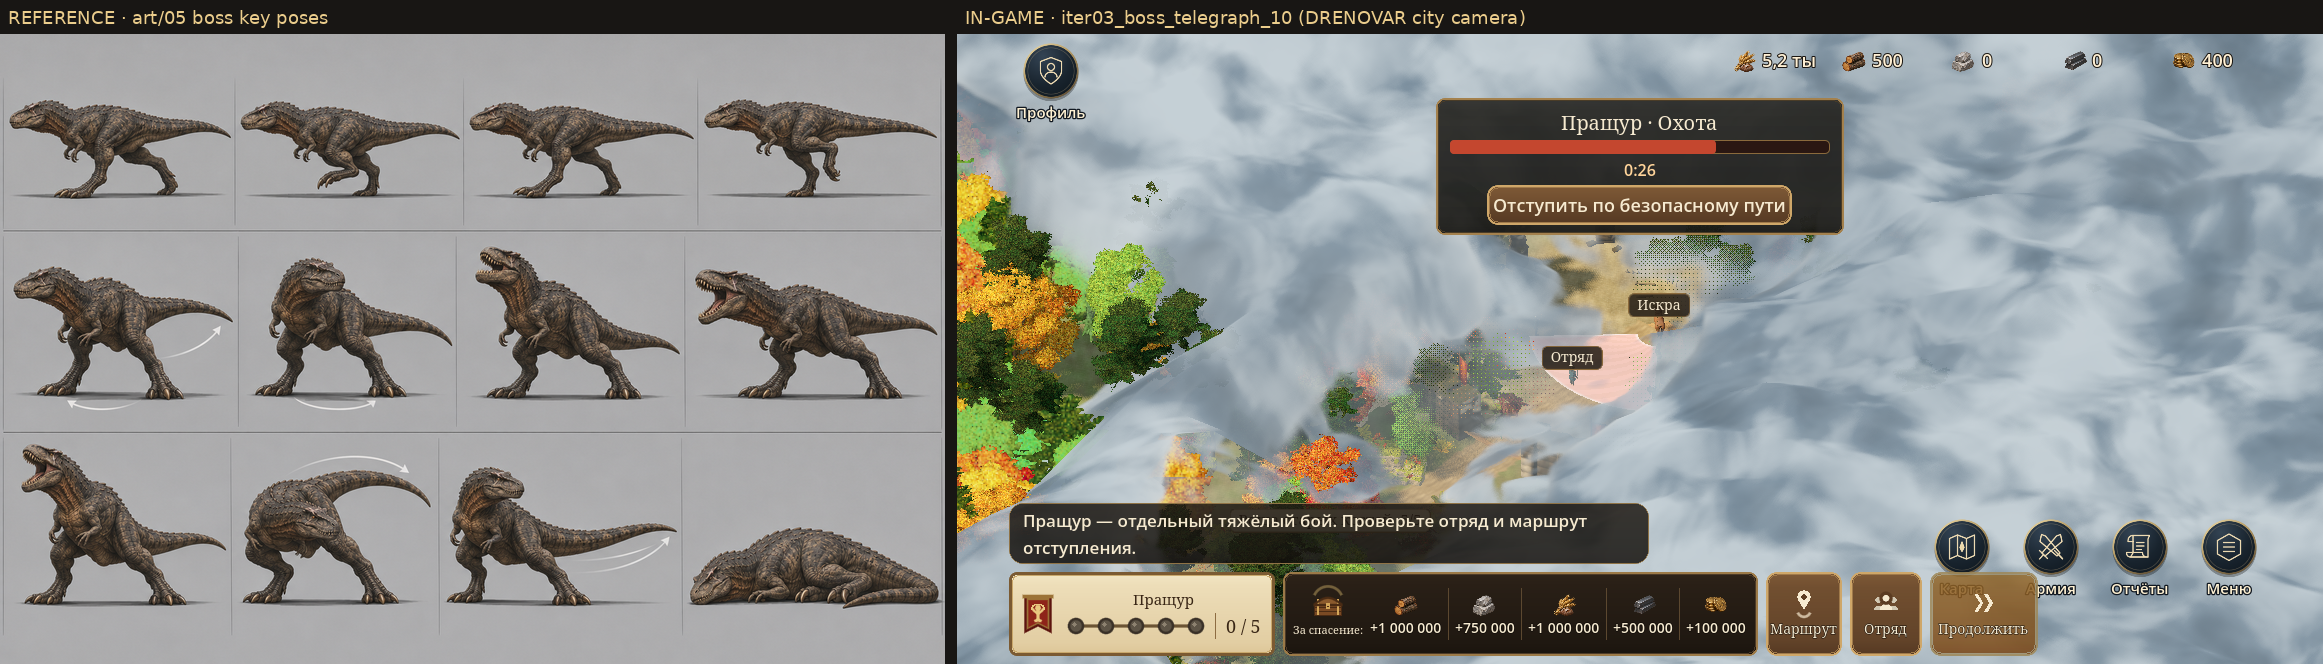 REFERENCE · art/05 boss key poses
IN-GAME · iter03_boss_telegraph_10 (DRENOVAR city camera)
Профиль
5,2 ты
500
0
0
400
Пращур · Охота
0:26
Отступить по безопасному пути
Искра
Отряд
Пращур — отдельный тяжёлый бой. Проверьте отряд и маршрут
отступления.
Карта
Армия
Отчёты
Меню
Пращур
0 / 5
За спасение:
+1 000 000
+750 000
+1 000 000
+500 000
+100 000
Маршрут
Отряд
Продолжить